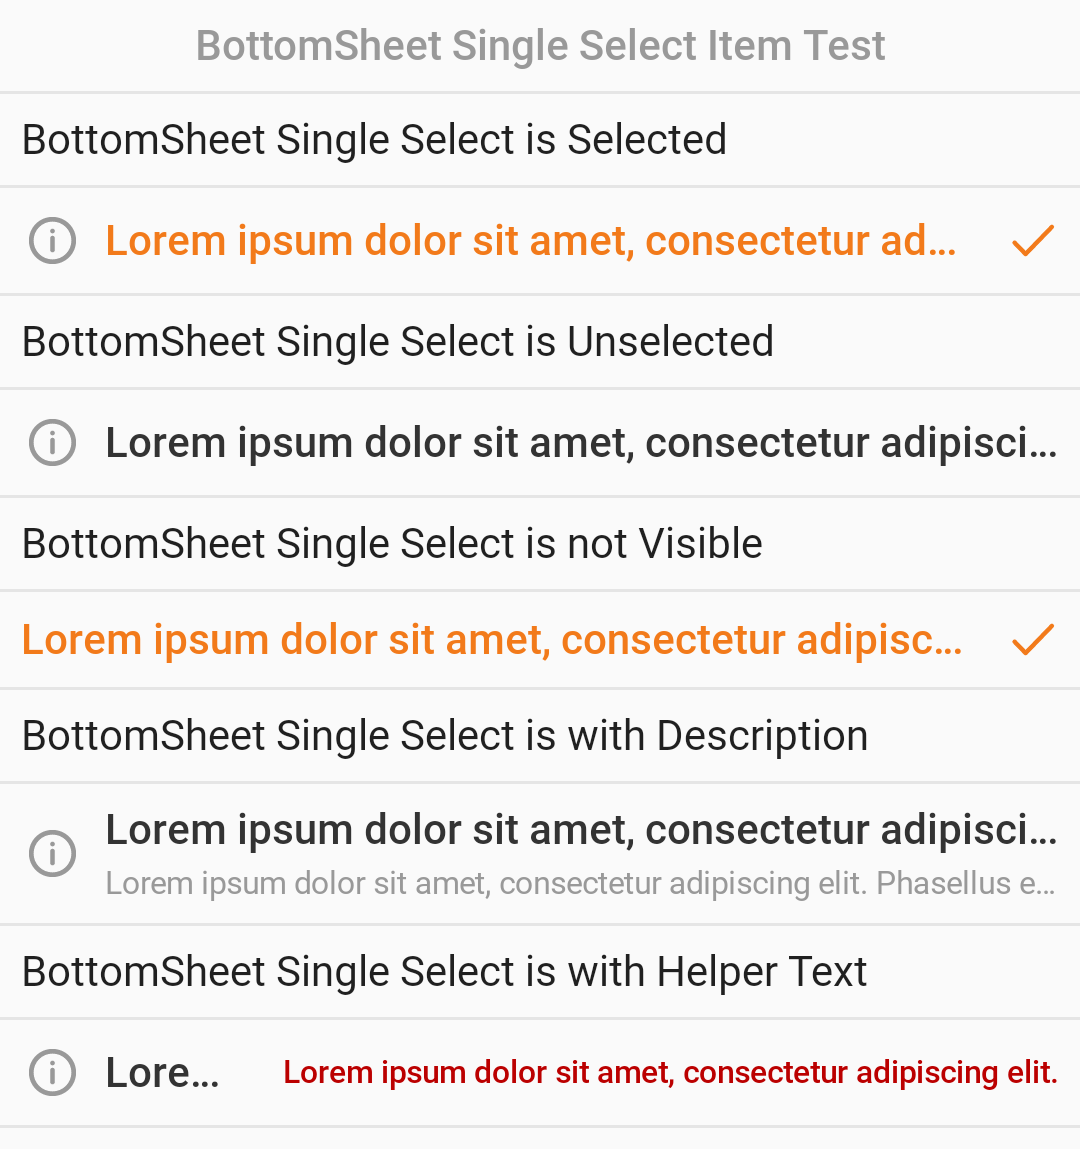 BottomSheet Single Select Item Test
BottomSheet Single Select is Selected
Lorem ipsum dolor sit amet, consectetur ad...
BottomSheet Single Select is Unselected
Lorem ipsum dolor sit amet, consectetur adipisci...
BottomSheet Single Select is not Visible
Lorem ipsum dolor sit amet, consectetur adipisc...
BottomSheet Single Select is with Description
Lorem ipsum dolor sit amet, consectetur adipisci...
Lorem ipsum dolor sit amet, consectetur adipiscing elit. Phasellus e...
BottomSheet Single Select is with Helper Text
Lore... Lorem ipsum dolor sit amet, consectetur adipiscing elit.